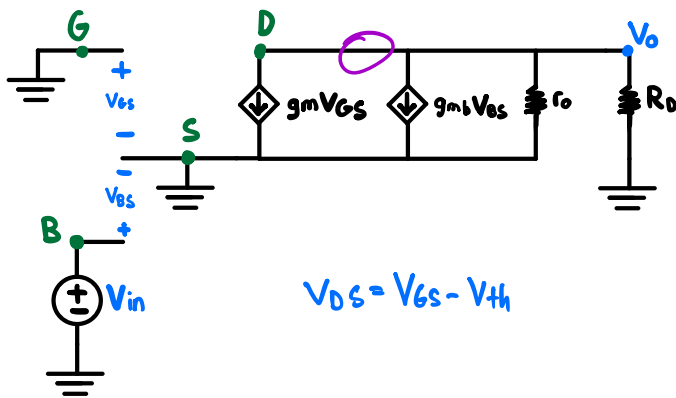 G
D
Vo
+
VGS
−
gmVGS
gmbVBS
ro
RD
S
−
VBS
+
B
+
−
Vin
VDS = VGS − Vth